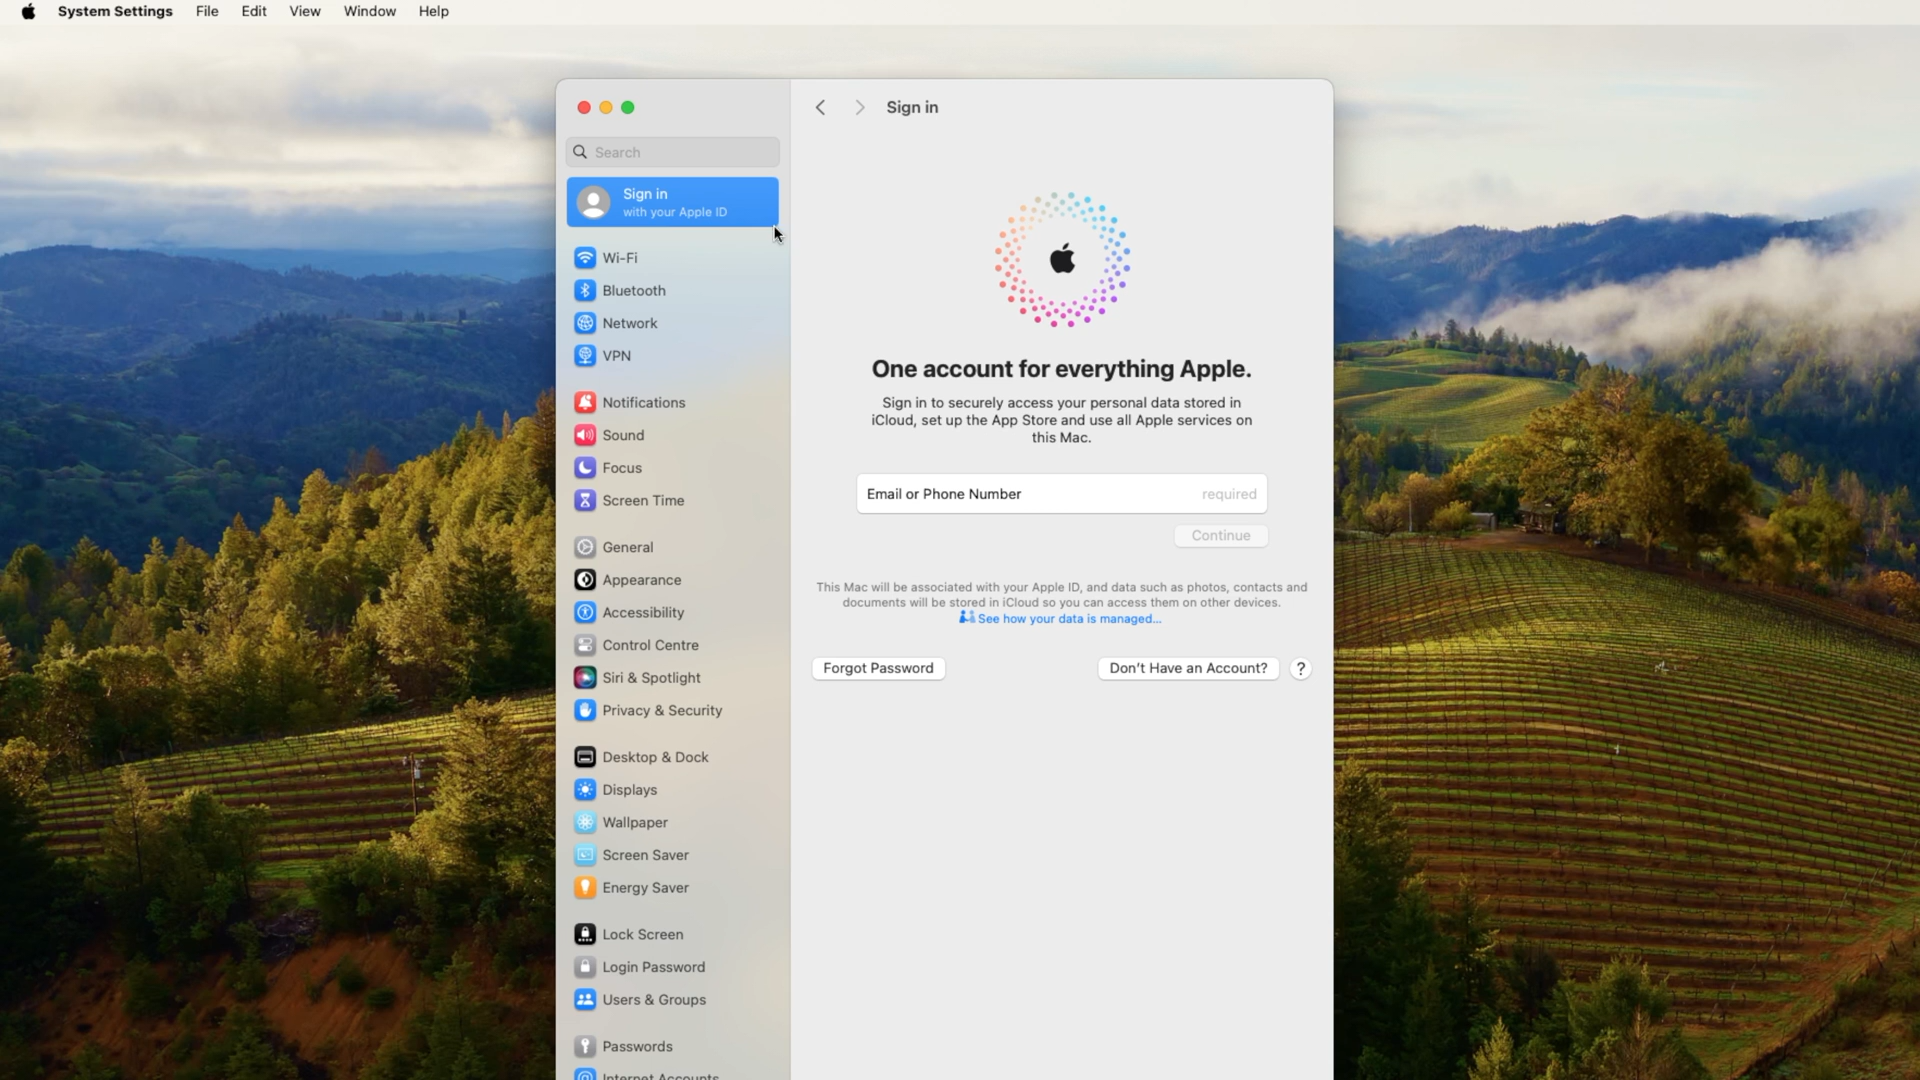 System Settings File Edit View Window Help
Sign in
Search
Sign in
with your Apple ID
Wi-Fi
Bluetooth
Network
VPN
Notifications
Sound
Focus
Screen Time
General
Appearance
Accessibility
Control Centre
Siri & Spotlight
Privacy & Security
Desktop & Dock
Displays
Wallpaper
Screen Saver
Energy Saver
Lock Screen
Login Password
Users & Groups
Passwords
Internet Accounts
One account for everything Apple.
Sign in to securely access your personal data stored in
iCloud, set up the App Store and use all Apple services on
this Mac.
Email or Phone Number required
Continue
This Mac will be associated with your Apple ID, and data such as photos, contacts and
documents will be stored in iCloud so you can access them on other devices.
See how your data is managed...
Forgot Password Don't Have an Account? ?